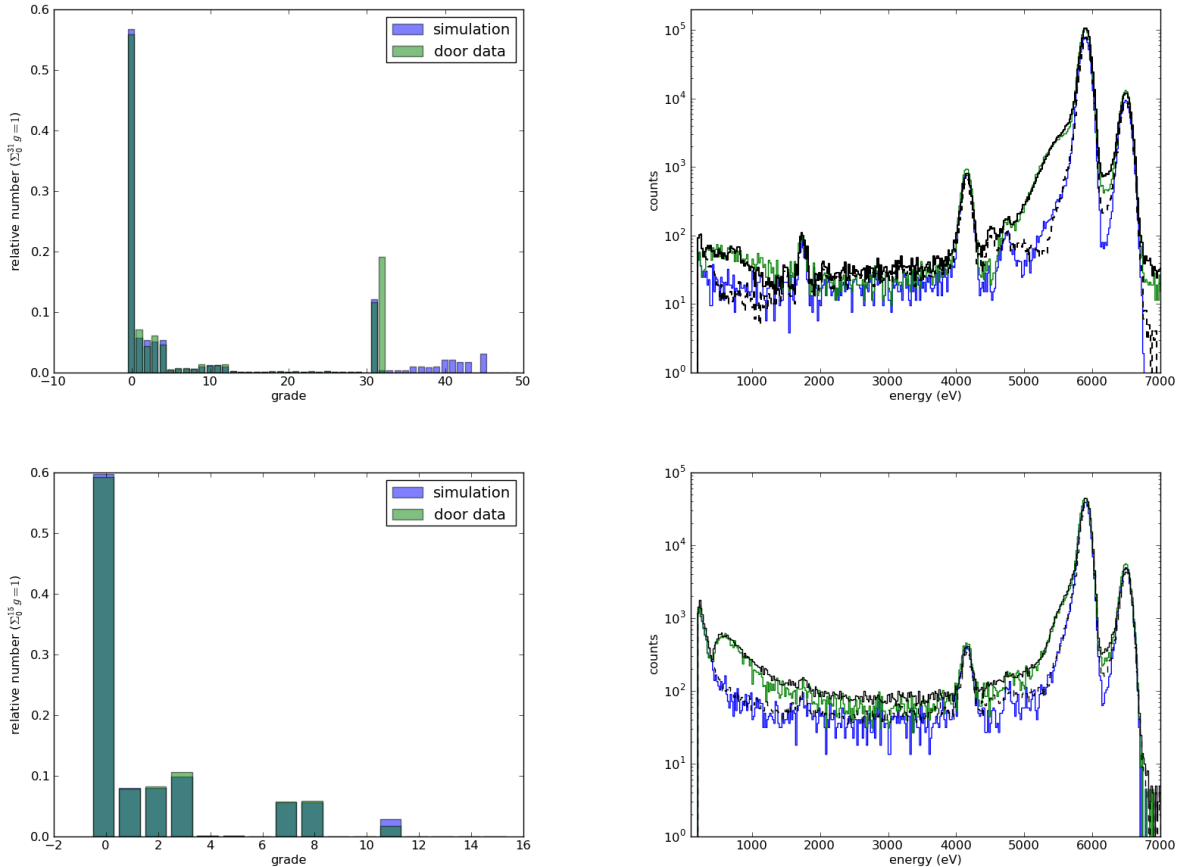 0.6
0.5
0.4
0.3
0.2
0.1
0.0
relative number (Σ₀³¹ g = 1)
simulation
door data
−10 0 10 20 30 40 50
grade
10⁵
10⁴
10³
10²
10¹
10⁰
counts
1000 2000 3000 4000 5000 6000 7000
energy (eV)
0.6
0.5
0.4
0.3
0.2
0.1
0.0
relative number (Σ₀¹⁵ g = 1)
simulation
door data
−2 0 2 4 6 8 10 12 14 16
grade
10⁵
10⁴
10³
10²
10¹
10⁰
counts
1000 2000 3000 4000 5000 6000 7000
energy (eV)